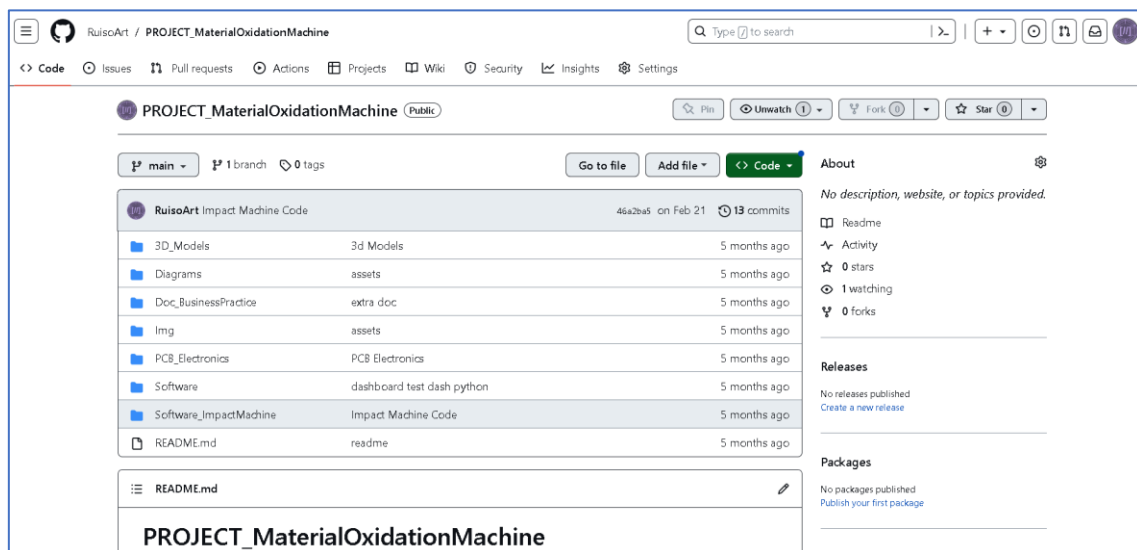 RuisoArt / PROJECT_MaterialOxidationMachine
Type / to search
Code Issues Pull requests Actions Projects Wiki Security Insights Settings
PROJECT_MaterialOxidationMachine Public
Pin Unwatch 1 Fork 0 Star 0
main 1 branch 0 tags Go to file Add file Code
RuisoArt Impact Machine Code 46a2ba5 on Feb 21 13 commits
3D_Models 3d Models 5 months ago
Diagrams assets 5 months ago
Doc_BusinessPractice extra doc 5 months ago
Img assets 5 months ago
PCB_Electronics PCB Electronics 5 months ago
Software dashboard test dash python 5 months ago
Software_ImpactMachine Impact Machine Code 5 months ago
README.md readme 5 months ago
README.md
PROJECT_MaterialOxidationMachine
About
No description, website, or topics provided.
Readme
Activity
0 stars
1 watching
0 forks
Releases
No releases published
Create a new release
Packages
No packages published
Publish your first package